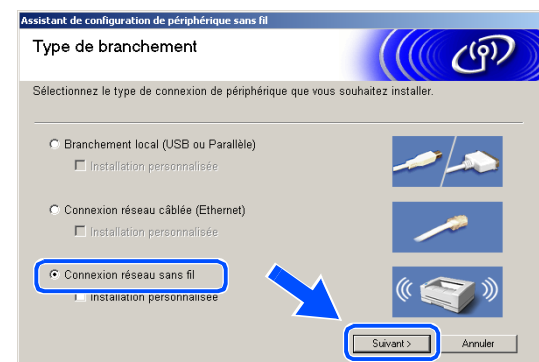 Assistant de configuration de périphérique sans fil
Type de branchement
Sélectionnez le type de connexion de périphérique que vous souhaitez installer.
Branchement local (USB ou Parallèle)
Installation personnalisée
Connexion réseau câblée (Ethernet)
Installation personnalisée
Connexion réseau sans fil
Installation personnalisée
Suivant >
Annuler